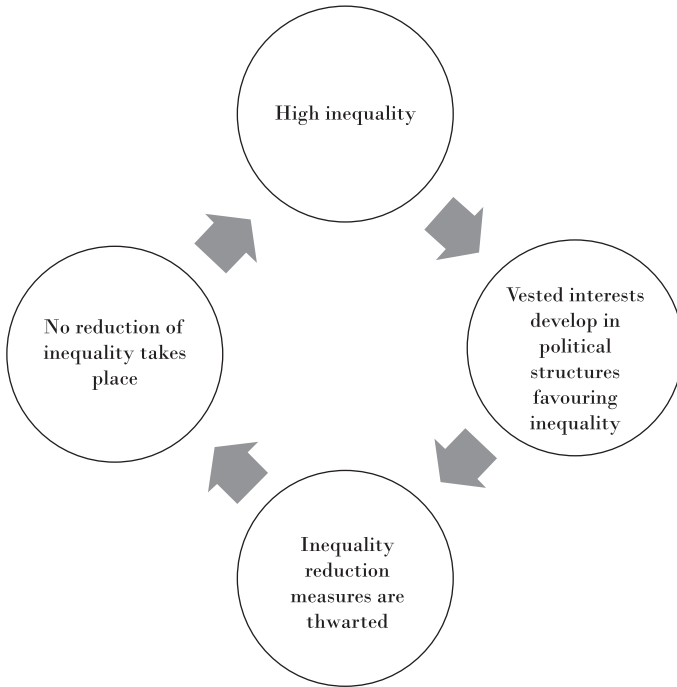 High inequality
Vested interests
develop in
political
structures
favouring
inequality
Inequality
reduction
measures are
thwarted
No reduction of
inequality takes
place